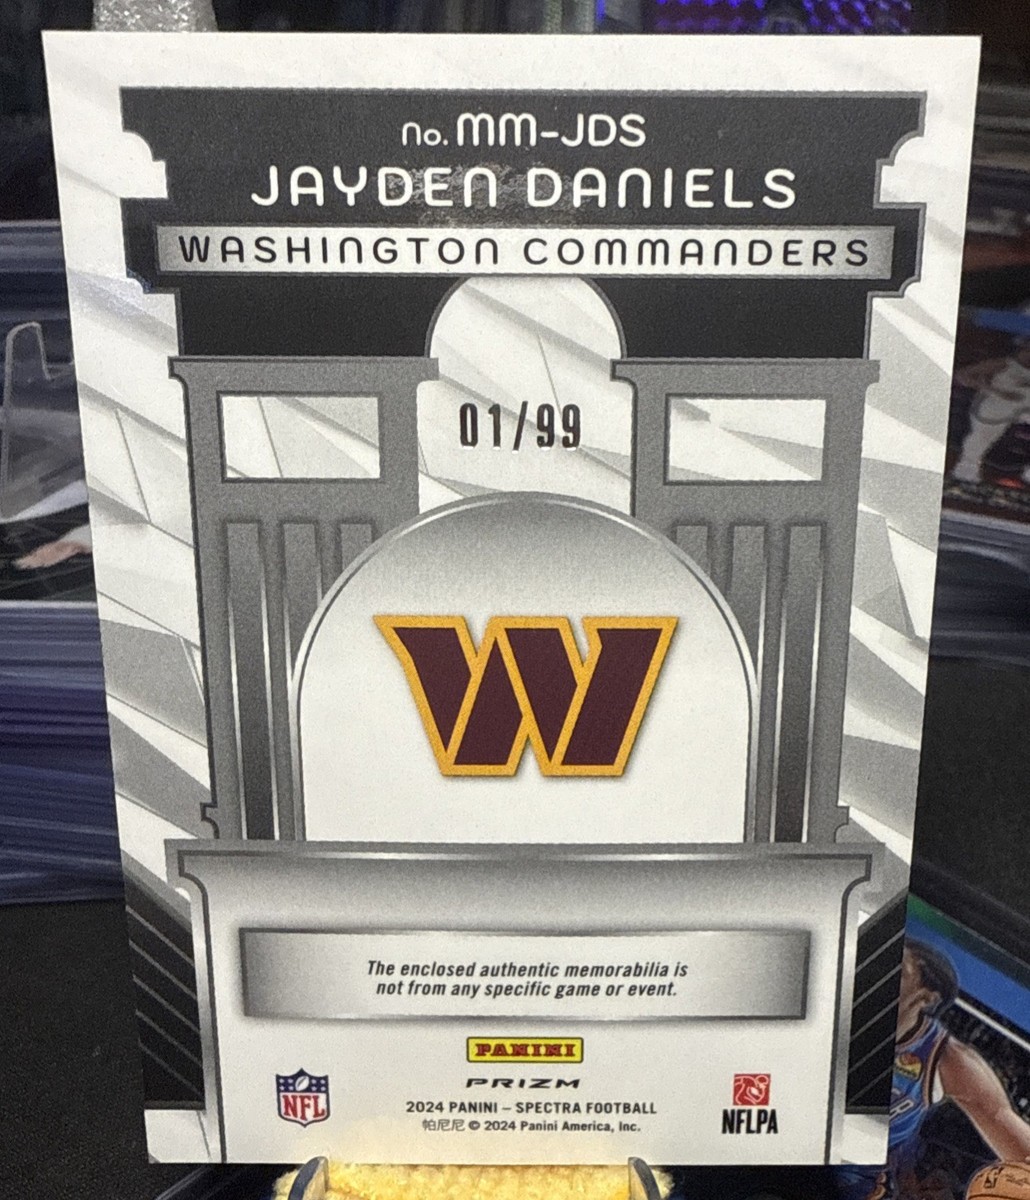 no. MM-JDS
JAYDEN DANIELS
WASHINGTON COMMANDERS
01/99
W
The enclosed authentic memorabilia is
not from any specific game or event.
PANINI
PRIZM
NFL
2024 PANINI – SPECTRA FOOTBALL
帕尼尼 © 2024 Panini America, Inc.
NFLPA